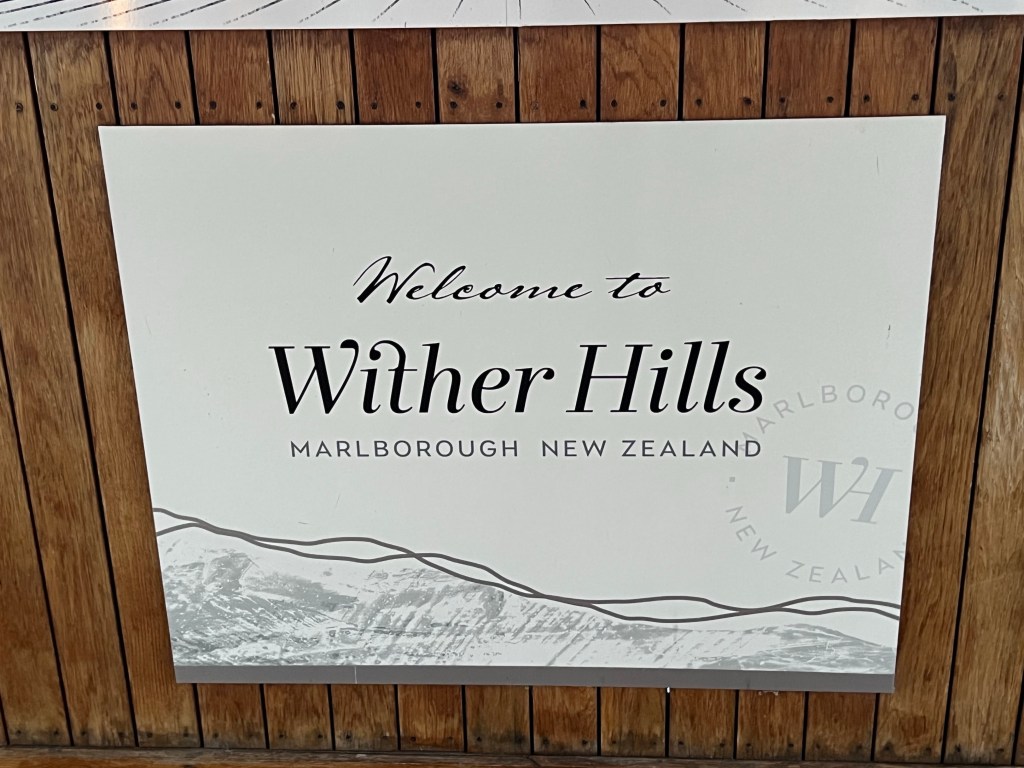 Welcome to
Wither Hills
MARLBOROUGH NEW ZEALAND
MARLBORO
WH
NEW ZEALA